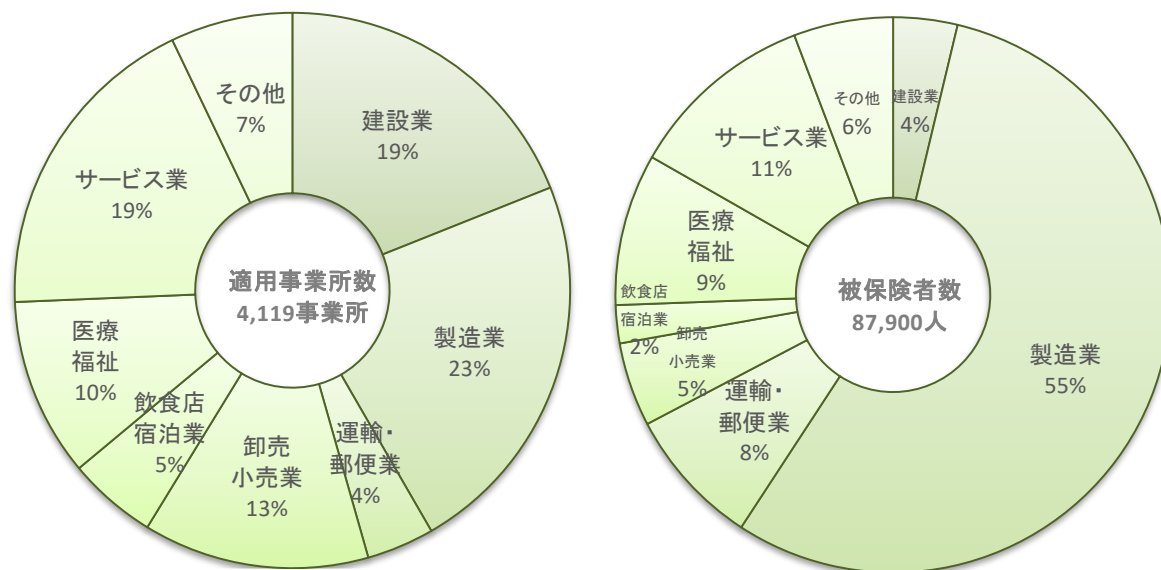 建設業
19%
製造業
23%
運輸・
郵便業
4%
卸売
小売業
13%
飲食店
宿泊業
5%
医療
福祉
10%
サービス業
19%
その他
7%
適用事業所数
4,119事業所
建設業
4%
製造業
55%
運輸・
郵便業
8%
卸売
小売業
5%
飲食店
宿泊業
2%
医療
福祉
9%
サービス業
11%
その他
6%
被保険者数
87,900人